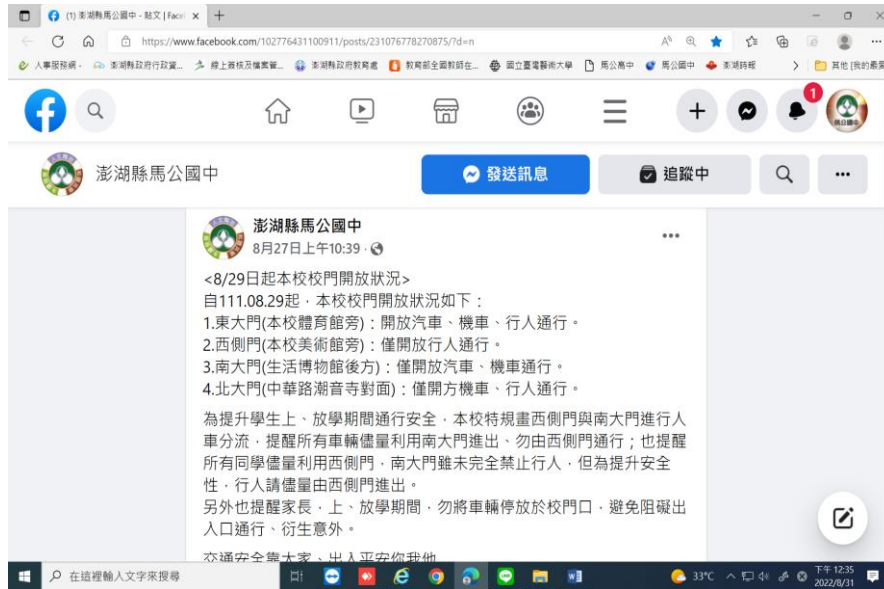 (1) 澎湖縣馬公國中 - 貼文 | Face
https://www.facebook.com/102776431100911/posts/231076778270875/?d=n
人事服務網 -
澎湖縣政府行政資...
線上簽核及檔案管...
澎湖縣政府教育處
教育部全國教師在...
國立臺灣藝術大學
馬公高中
馬公國中
澎湖時報
其他 [我的最愛
1
澎湖縣馬公國中
發送訊息
追蹤中
澎湖縣馬公國中
8月27日上午10:39 ·
<8/29日起本校校門開放狀況>
自111.08.29起，本校校門開放狀況如下：
1.東大門(本校體育館旁)：開放汽車、機車、行人通行。
2.西側門(本校美術館旁)：僅開放行人通行。
3.南大門(生活博物館後方)：僅開放汽車、機車通行。
4.北大門(中華路潮音寺對面)：僅開方機車、行人通行。
為提升學生上、放學期間通行安全，本校特規畫西側門與南大門進行人
車分流，提醒所有車輛儘量利用南大門進出、勿由西側門通行；也提醒
所有同學儘量利用西側門，南大門雖未完全禁止行人，但為提升安全
性，行人請儘量由西側門進出。
另外也提醒家長，上、放學期間，勿將車輛停放於校門口，避免阻礙出
入口通行、衍生意外。
交通安全靠大家、出入平安你我他
在這裡輸入文字來搜尋
33°C
下午 12:35
2022/8/31